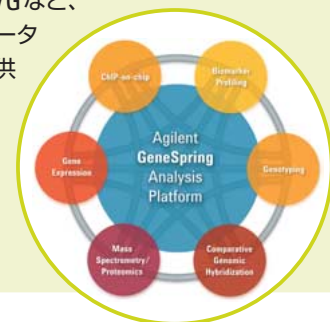 など、
ータ
供
ChIP-on-chip
Biomarker
Profiling
Agilent
GeneSpring
Analysis
Platform
Gene
Expression
Genotyping
Mass
Spectrometry/
Proteomics
Comparative
Genomic
Hybridization